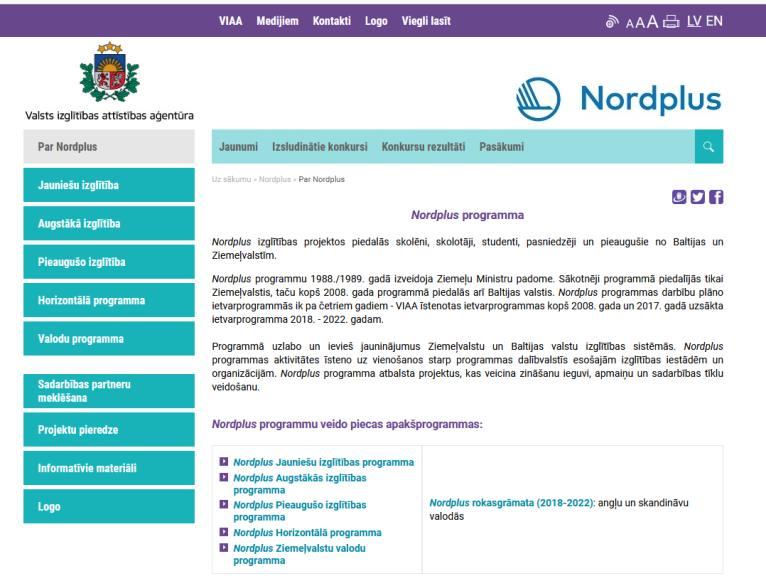 VIAA Medijiem Kontakti Logo Viegli lasīt
AAA LV EN
Valsts izglītības attīstības aģentūra
Nordplus
Par Nordplus
Jauniešu izglītība
Augstākā izglītība
Pieaugušo izglītība
Horizontālā programma
Valodu programma
Sadarbības partneru
meklēšana
Projektu pieredze
Informatīvie materiāli
Logo
Jaunumi Izsludinātie konkursi Konkursu rezultāti Pasākumi
Uz sākumu » Nordplus » Par Nordplus
Nordplus programma
Nordplus izglītības projektos piedalās skolēni, skolotāji, studenti, pasniedzēji un pieaugušie no Baltijas un
Ziemeļvalstīm.
Nordplus programmu 1988./1989. gadā izveidoja Ziemeļu Ministru padome. Sākotnēji programmā piedalījās tikai
Ziemeļvalstis, taču kopš 2008. gada programmā piedalās arī Baltijas valstis. Nordplus programmas darbību plāno
ietvarprogrammās ik pa četriem gadiem - VIAA īstenotas ietvarprogrammas kopš 2008. gada un 2017. gadā uzsākta
ietvarprogramma 2018. - 2022. gadam.
Programmā uzlabo un ievieš jauninājumus Ziemeļvalstu un Baltijas valstu izglītības sistēmās. Nordplus
programmas aktivitātes īsteno uz vienošanos starp programmas dalībvalstīs esošajām izglītības iestādēm un
organizācijām. Nordplus programma atbalsta projektus, kas veicina zināšanu ieguvi, apmaiņu un sadarbības tīklu
veidošanu.
Nordplus programmu veido piecas apakšprogrammas:
Nordplus Jauniešu izglītības programma
Nordplus Augstākās izglītības
programma
Nordplus Pieaugušo izglītības
programma
Nordplus Horizontālā programma
Nordplus Ziemeļvalstu valodu
programma
Nordplus rokasgrāmata (2018-2022): angļu un skandināvu
valodās